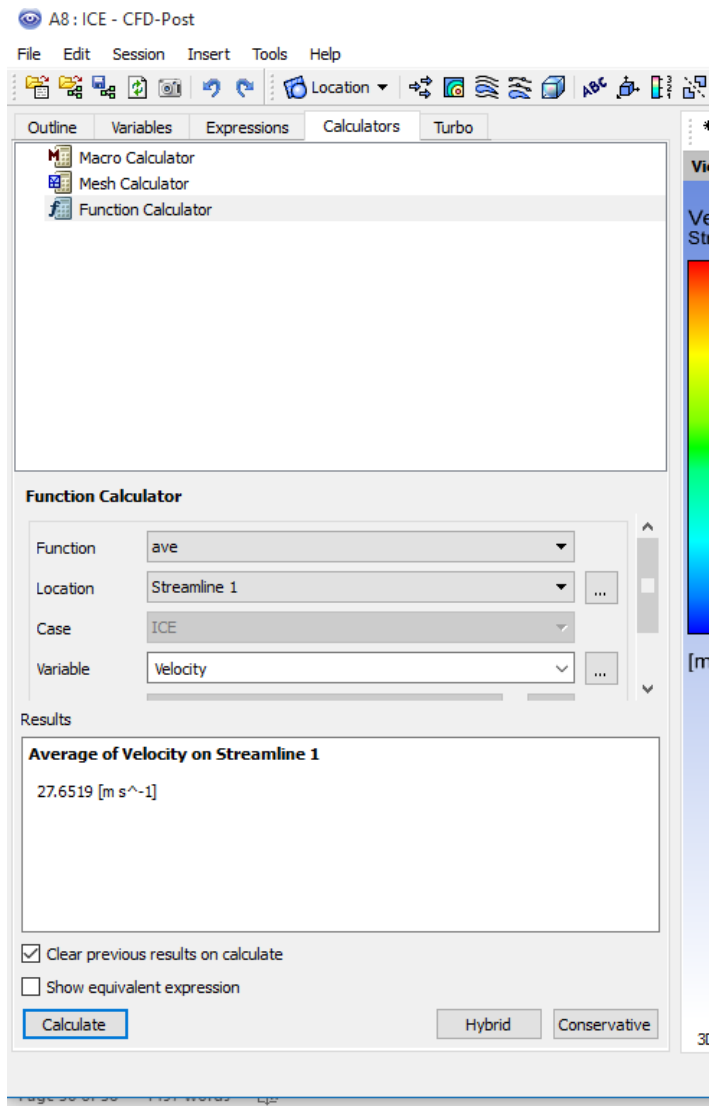 A8 : ICE - CFD-Post
File Edit Session Insert Tools Help
Location
Outline Variables Expressions Calculators Turbo
Macro Calculator
Mesh Calculator
Function Calculator
Function Calculator
Function ave
Location Streamline 1 ...
Case ICE
Variable Velocity ...
Results
Average of Velocity on Streamline 1
27.6519 [m s^-1]
Clear previous results on calculate
Show equivalent expression
Calculate Hybrid Conservative